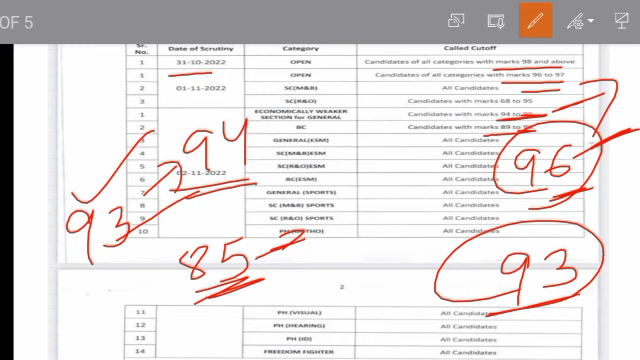 OF 5
Sr. No. Date of Scrutiny Category Called Cutoff
1 31-10-2022 OPEN Candidates of all categories with marks 98 and above
1 OPEN Candidates of all categories with marks 96 to 97
2 01-11-2022 SC(M&B) All Candidates
3 SC(R&O) Candidates with marks 68 to 95
1 ECONOMICALLY WEAKER SECTION for GENERAL Candidates with marks 94
2 BC Candidates with marks 89 to
GENERAL(ESM) All Candidates
94
4 SC(M&B)ESM All
96
5 SC(R&O)ESM All
02-11-2022
6 BC(ESM) All Candidates
7 GENERAL (SPORTS) All Candidates
8 SC (M&B) SPORTS All Candidates
93
9 SC (R&O) SPORTS All Candidates
10 PH All Candidates
85
93
2
11 PH (VISUAL) All Candidates
12 PH (HEARING) All Candidates
13 PH (ID) All Candidates
14 FREEDOM FIGHTER All Candidates